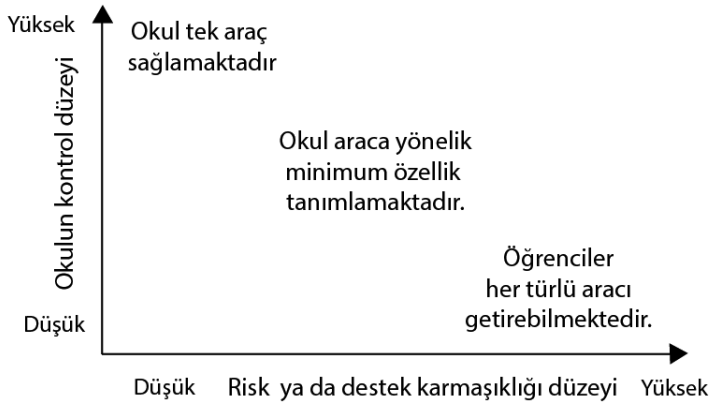 Yüksek
Okulun kontrol düzeyi
Düşük
Okul tek araç
sağlamaktadır
Okul araca yönelik
minimum özellik
tanımlamaktadır.
Öğrenciler
her türlü aracı
getirebilmektedir.
Düşük
Risk ya da destek karmaşıklığı düzeyi
Yüksek